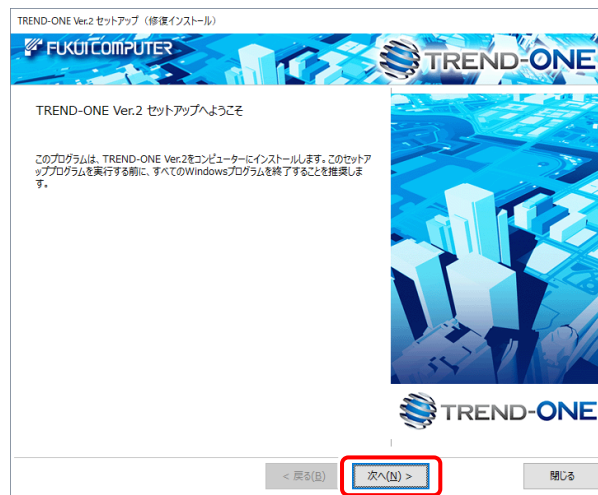 TREND-ONE Ver.2 セットアップ（修復インストール）
FUKUI COMPUTER
TREND-ONE
TREND-ONE Ver.2 セットアップへようこそ
このプログラムは、TREND-ONE Ver.2をコンピューターにインストールします。このセットア
ッププログラムを実行する前に、すべてのWindowsプログラムを終了することを推奨しま
す。
TREND-ONE
< 戻る(B)
次へ(N) >
閉じる